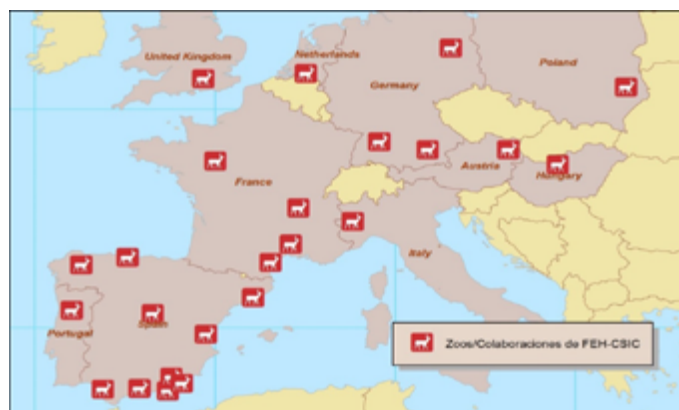 United Kingdom
Netherlands
Germany
Poland
France
Austria
Hungary
Italy
Portugal
Spain
Zoos/Colaboraciones de FEH-CSIC